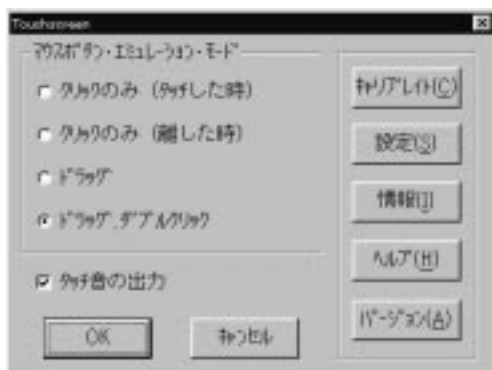 Touchscreen
ﾏｳｽﾎﾞﾀﾝ･ｴﾐｭﾚｰｼｮﾝ･ﾓｰﾄﾞ
ｸﾘｯｸのみ (ﾀｯﾁした時)
ｸﾘｯｸのみ (離した時)
ﾄﾞﾗｯｸﾞ
ﾄﾞﾗｯｸﾞ､ﾀﾞﾌﾞﾙｸﾘｯｸ
ﾀｯﾁ音の出力
OK
ｷｬﾝｾﾙ
ｷｬﾘﾌﾞﾚｲﾄ(C)
設定(S)
情報(I)
ﾍﾙﾌﾟ(H)
ﾊﾞｰｼﾞｮﾝ(A)